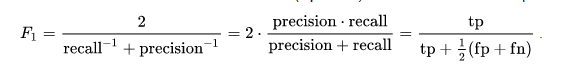 F₁ = 2 / (recall⁻¹ + precision⁻¹) = 2 · (precision · recall) / (precision + recall) = tp / (tp + ½(fp + fn)) .